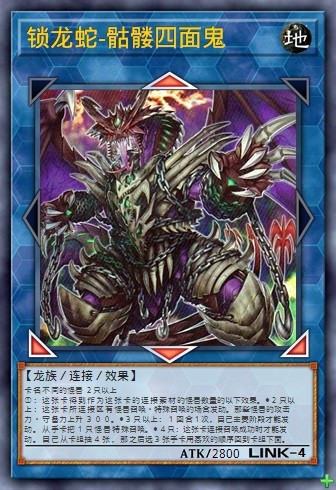 锁龙蛇-骷髅四面鬼
地
【龙族／连接／效果】
卡名不同的怪兽 2只以上
①：这张卡得到作为这张卡的连接素材的怪兽数量的以下效果。●2只以
上：这张卡所连接区有怪兽召唤·特殊召唤的场合发动。那些怪兽的攻击
力·守备力上升３００。●3只以上：1回合1次，自己主要阶段才能发
动。从手卡把1只怪兽特殊召唤。●4只：这张卡连接召唤成功时才能发
动。自己从卡组抽4张，那之后选3张手卡用喜欢的顺序回到卡组下面。
ATK/2800 LINK-4